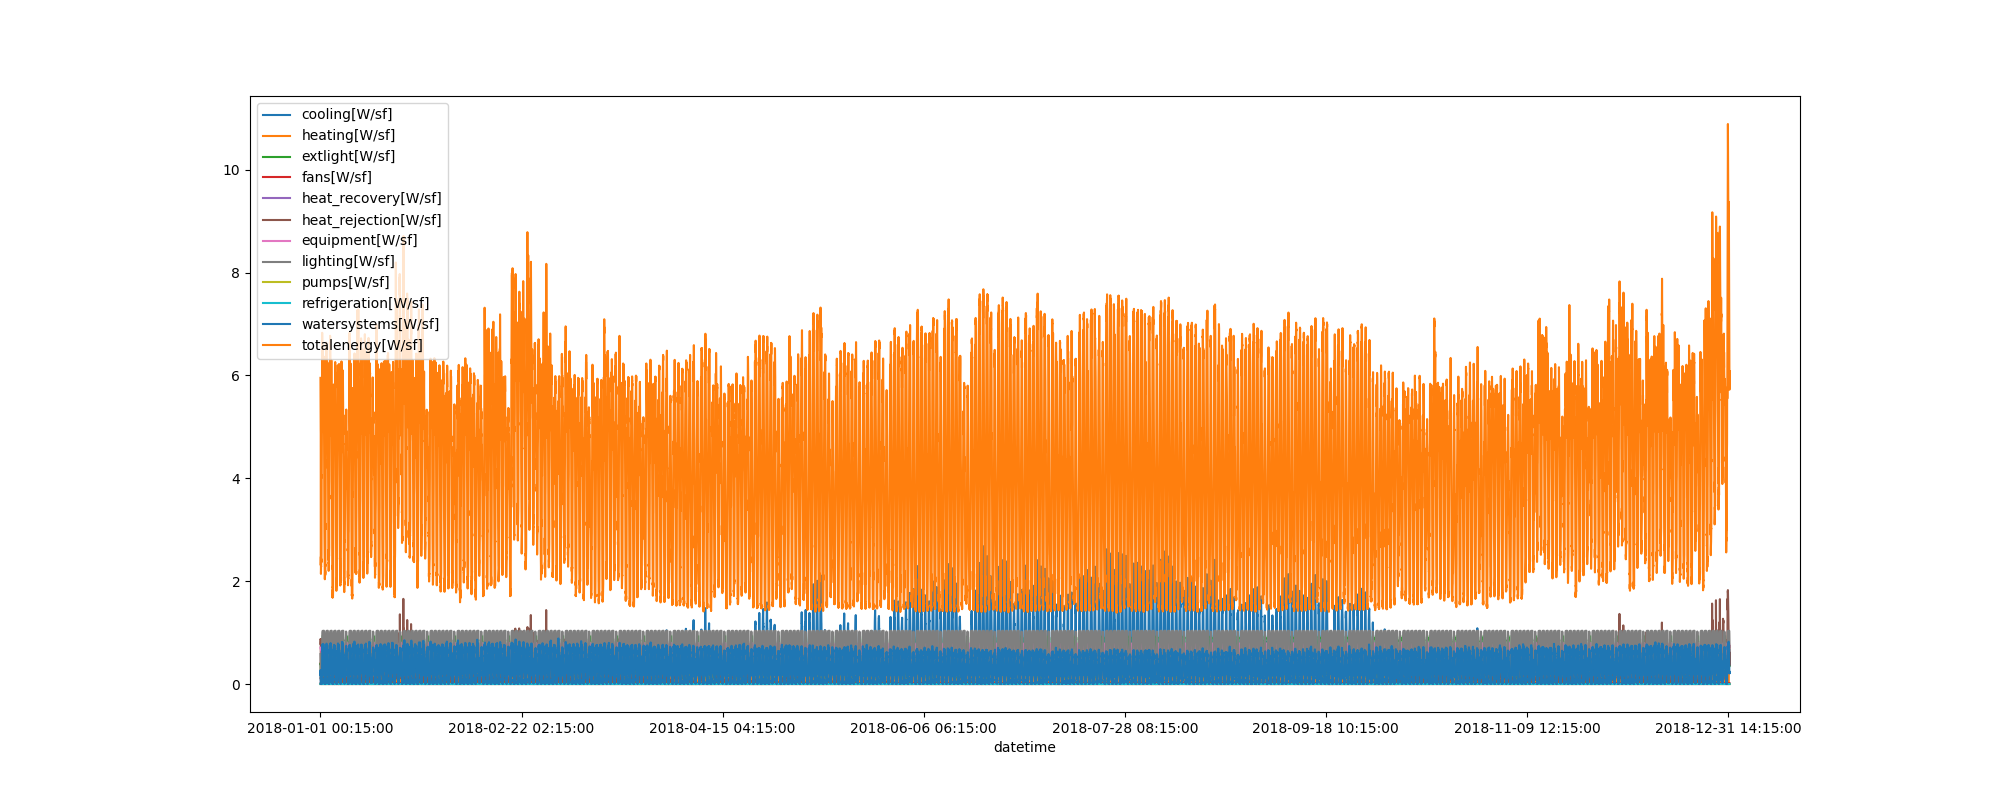 cooling[W/sf]
heating[W/sf]
extlight[W/sf]
fans[W/sf]
heat_recovery[W/sf]
heat_rejection[W/sf]
equipment[W/sf]
lighting[W/sf]
pumps[W/sf]
refrigeration[W/sf]
watersystems[W/sf]
totalenergy[W/sf]
10
8
6
4
2
0
2018-01-01 00:15:00 2018-02-22 02:15:00 2018-04-15 04:15:00 2018-06-06 06:15:00 2018-07-28 08:15:00 2018-09-18 10:15:00 2018-11-09 12:15:00 2018-12-31 14:15:00
datetime